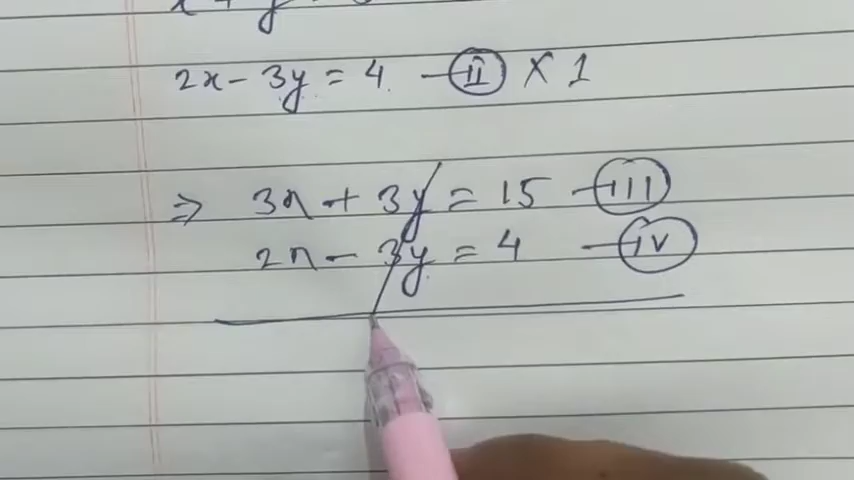 x + y
2x - 3y = 4 - II × 1
⇒ 3x + 3y = 15 - III
2x - 3y = 4 - iv